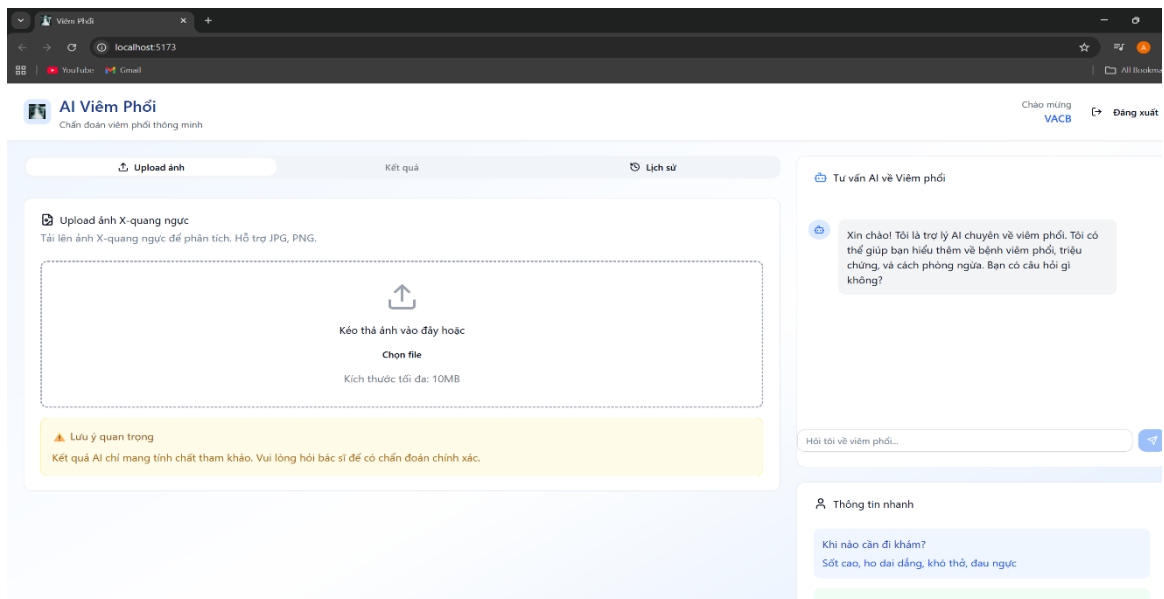 Viêm Phổi
localhost:5173
YouTube
Gmail
All Bookma
AI Viêm Phổi
Chẩn đoán viêm phổi thông minh
Chào mừng
VACB
Đăng xuất
Upload ảnh
Kết quả
Lịch sử
Upload ảnh X-quang ngực
Tải lên ảnh X-quang ngực để phân tích. Hỗ trợ JPG, PNG.
Kéo thả ảnh vào đây hoặc
Chọn file
Kích thước tối đa: 10MB
Lưu ý quan trọng
Kết quả AI chỉ mang tính chất tham khảo. Vui lòng hỏi bác sĩ để có chẩn đoán chính xác.
Tư vấn AI về Viêm phổi
Xin chào! Tôi là trợ lý AI chuyên về viêm phổi. Tôi có
thể giúp bạn hiểu thêm về bệnh viêm phổi, triệu
chứng, và cách phòng ngừa. Bạn có câu hỏi gì
không?
Hỏi tôi về viêm phổi...
Thông tin nhanh
Khi nào cần đi khám?
Sốt cao, ho dai dẳng, khó thở, đau ngực